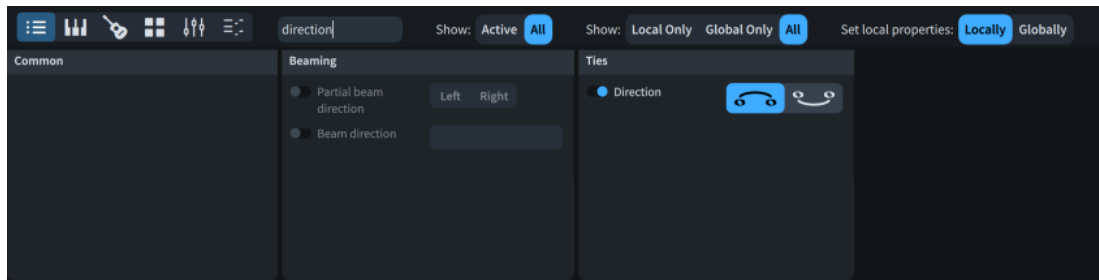 direction
Show: Active All
Show: Local Only Global Only All
Set local properties: Locally Globally
Common
Beaming
Partial beam
direction
Left Right
Beam direction
Ties
Direction